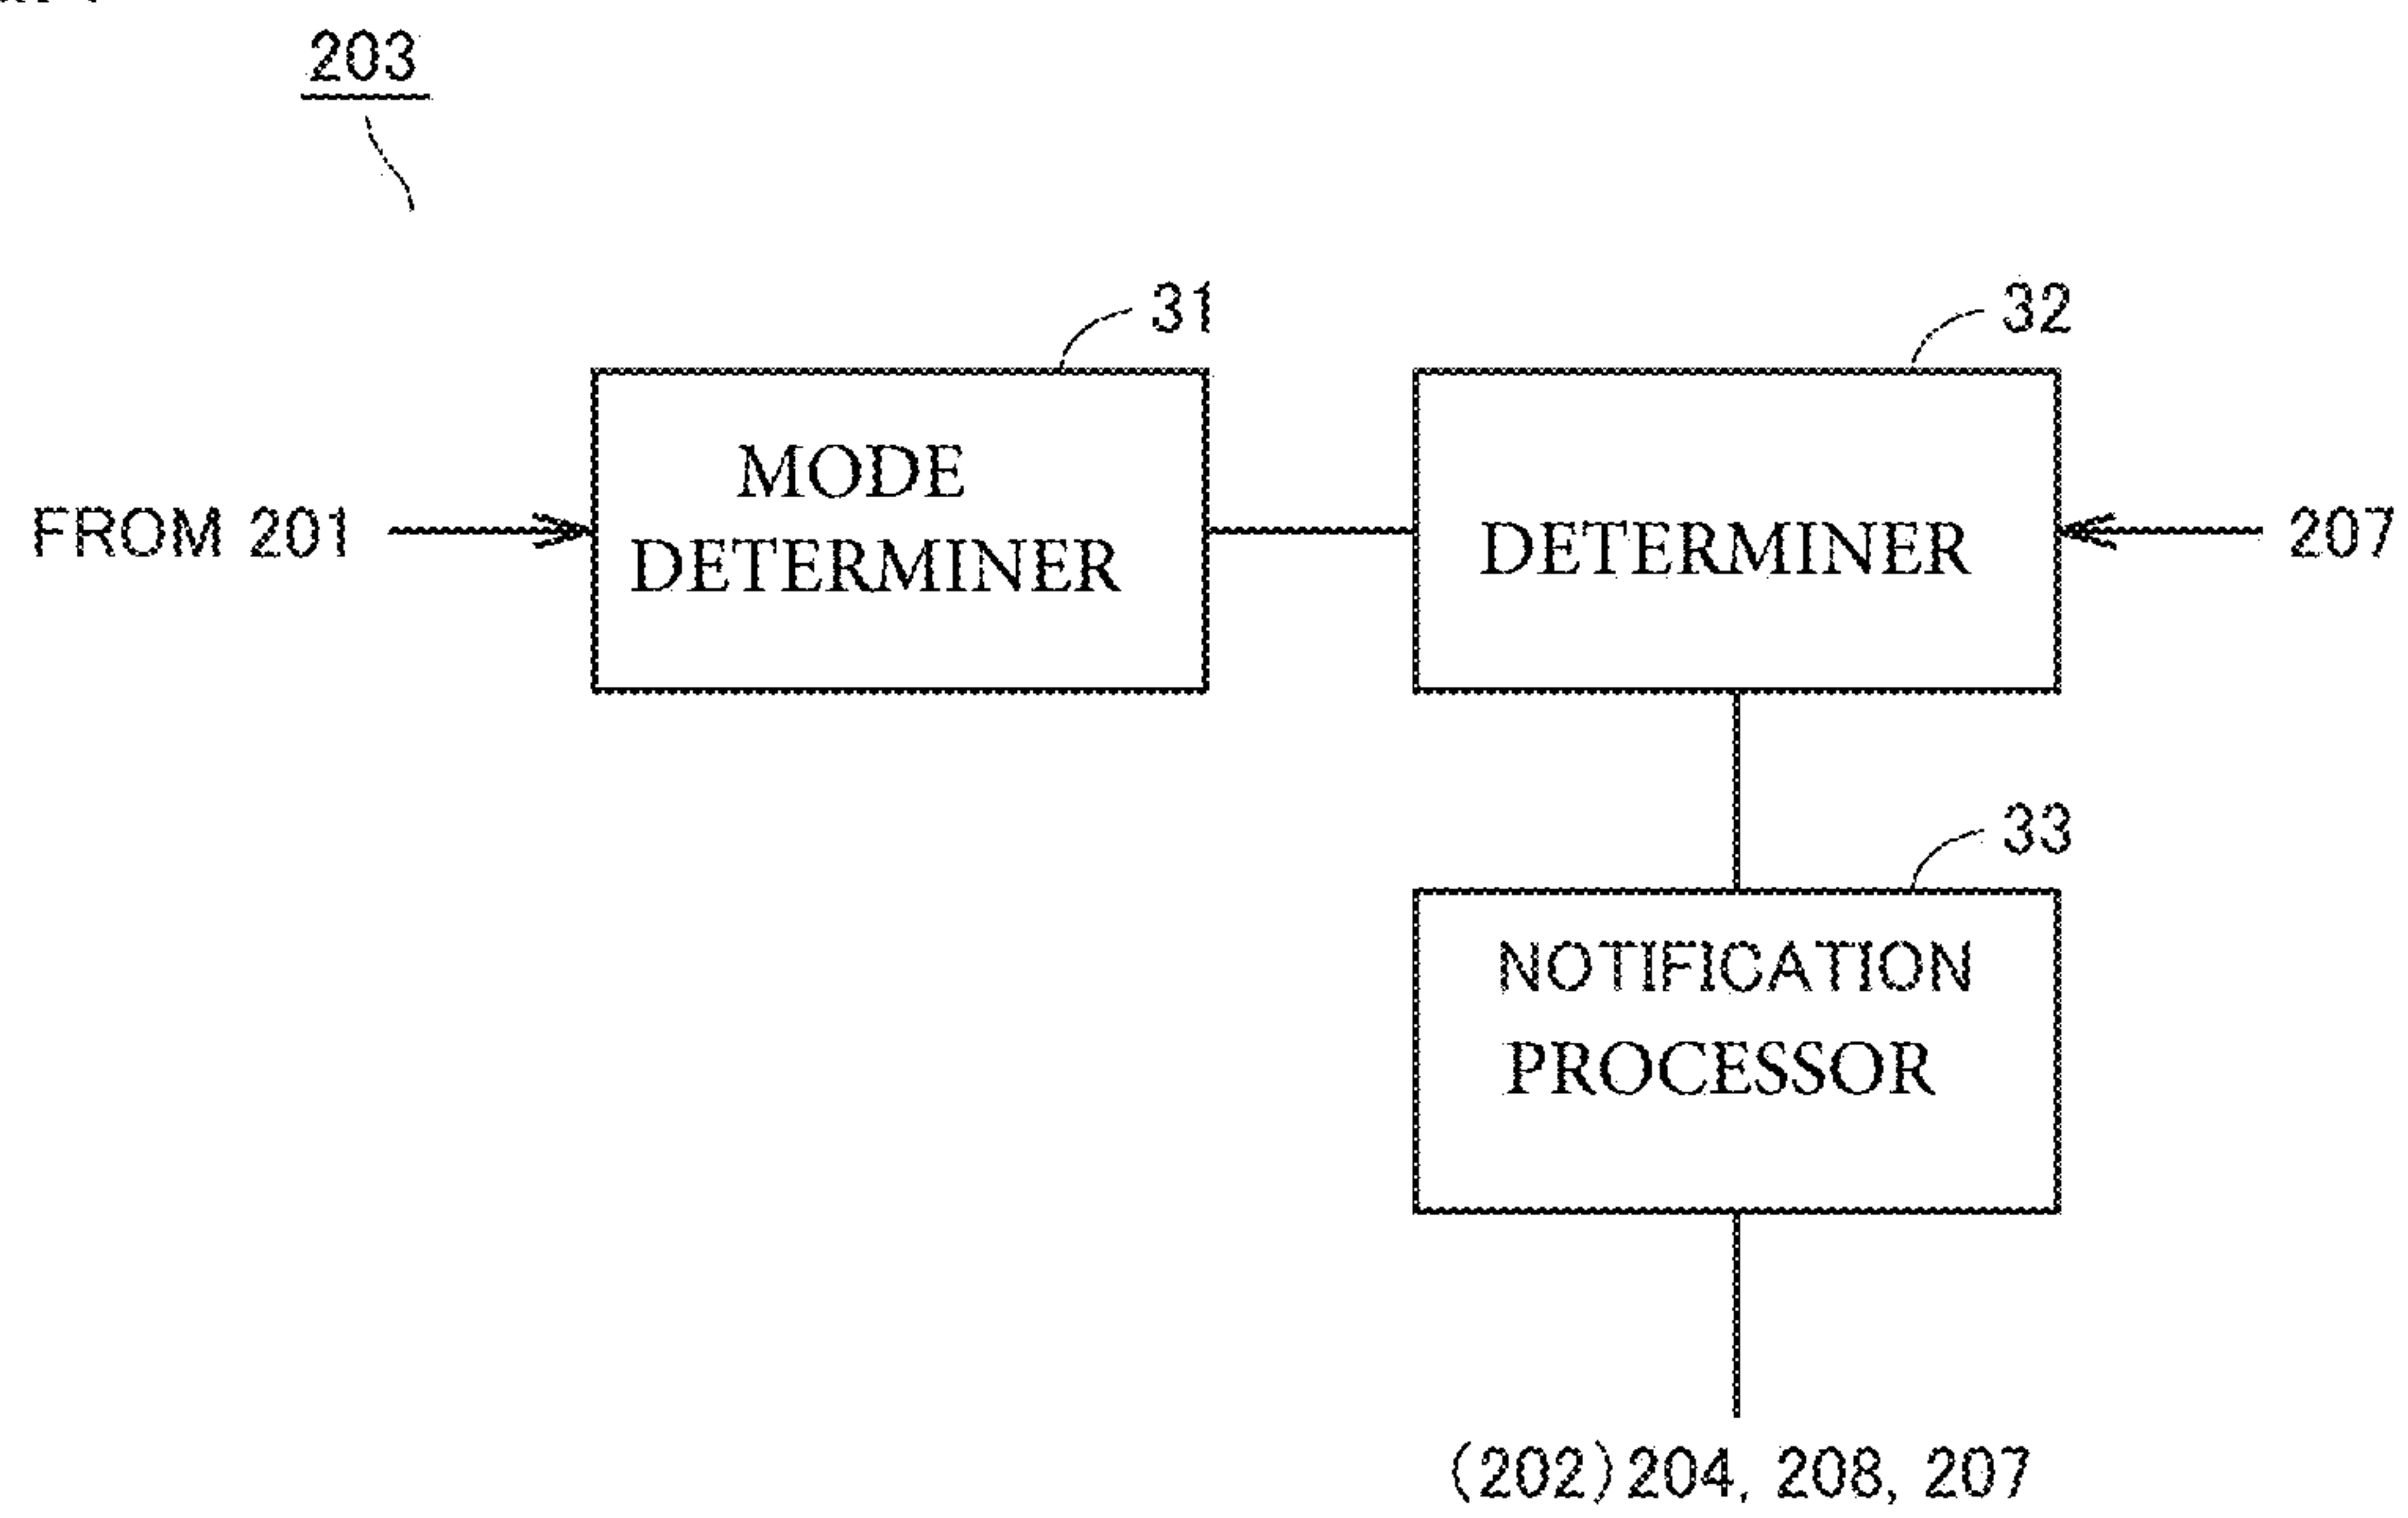 203
31
32
MODE
DETERMINER
FROM 201
DETERMINER
207
33
NOTIFICATION
PROCESSOR
(202)204, 208, 207